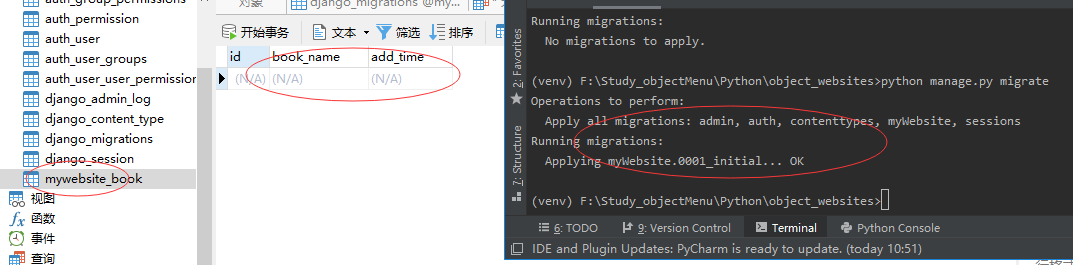 auth_group_permissions
auth_permission
auth_user
auth_user_groups
auth_user_user_permission
django_admin_log
django_content_type
django_migrations
django_session
mywebsite_book
视图
函数
事件
查询
对象
django_migrations @my...
开始事务 文本 筛选 排序
id book_name add_time
(N/A) (N/A) (N/A)
2: Favorites
7: Structure
Running migrations:
No migrations to apply.
(venv) F:\Study_objectMenu\Python\object_websites>python manage.py migrate
Operations to perform:
Apply all migrations: admin, auth, contenttypes, myWebsite, sessions
Running migrations:
Applying myWebsite.0001_initial... OK
(venv) F:\Study_objectMenu\Python\object_websites>
6: TODO 9: Version Control Terminal Python Console
IDE and Plugin Updates: PyCharm is ready to update. (today 10:51)